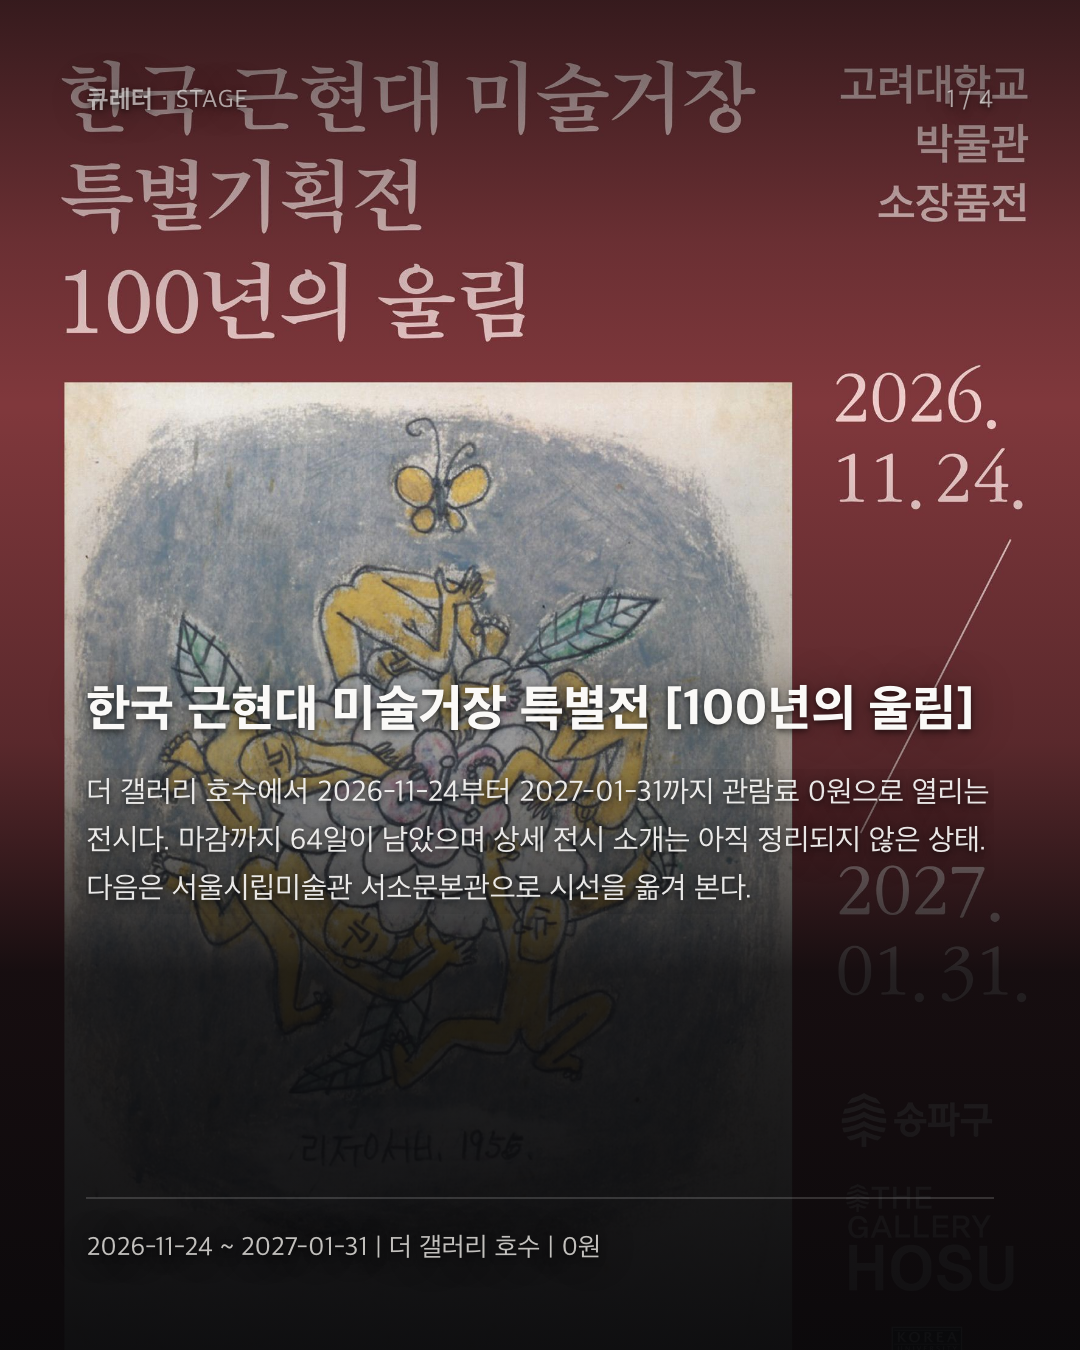 한국 근현대 미술거장
특별기획전
100년의 울림
고려대학교
박물관
소장품전
큐레터 · STAGE
1 / 4
2026.
11. 24.
한국 근현대 미술거장 특별전 [100년의 울림]
더 갤러리 호수에서 2026-11-24부터 2027-01-31까지 관람료 0원으로 열리는
전시다. 마감까지 64일이 남았으며 상세 전시 소개는 아직 정리되지 않은 상태.
다음은 서울시립미술관 서소문본관으로 시선을 옮겨 본다.
2027.
01. 31.
송파구
THE
GALLERY
HOSU
2026-11-24 ~ 2027-01-31 | 더 갤러리 호수 | 0원
KOREA